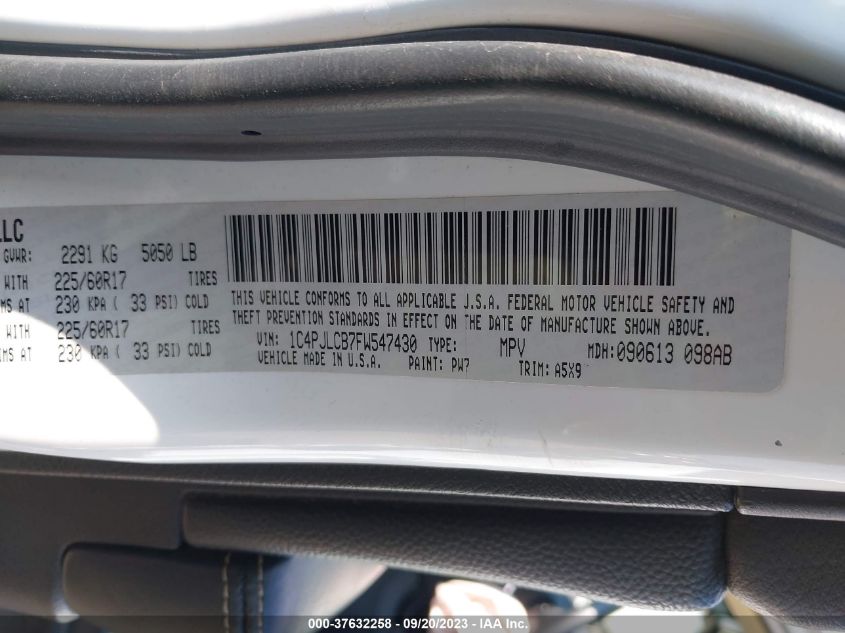 LLC
GVWR: 2291 KG 5050 LB
WITH 225/60R17 TIRES
MS AT 230 KPA ( 33 PSI) COLD
225/60R17 TIRES
MS AT 230 KPA ( 33 PSI) COLD
THIS VEHICLE CONFORMS TO ALL APPLICABLE J.S.A. FEDERAL MOTOR VEHICLE SAFETY AND
THEFT PREVENTION STANDARDS IN EFFECT ON THE DATE OF MANUFACTURE SHOWN ABOVE.
VIN: 1C4PJLCB7FW547430 TYPE: MPV MDH:090613 098AB
VEHICLE MADE IN U.S.A. PAINT: PW7 TRIM: A5X9
000-37632258 - 09/20/2023 - IAA Inc.